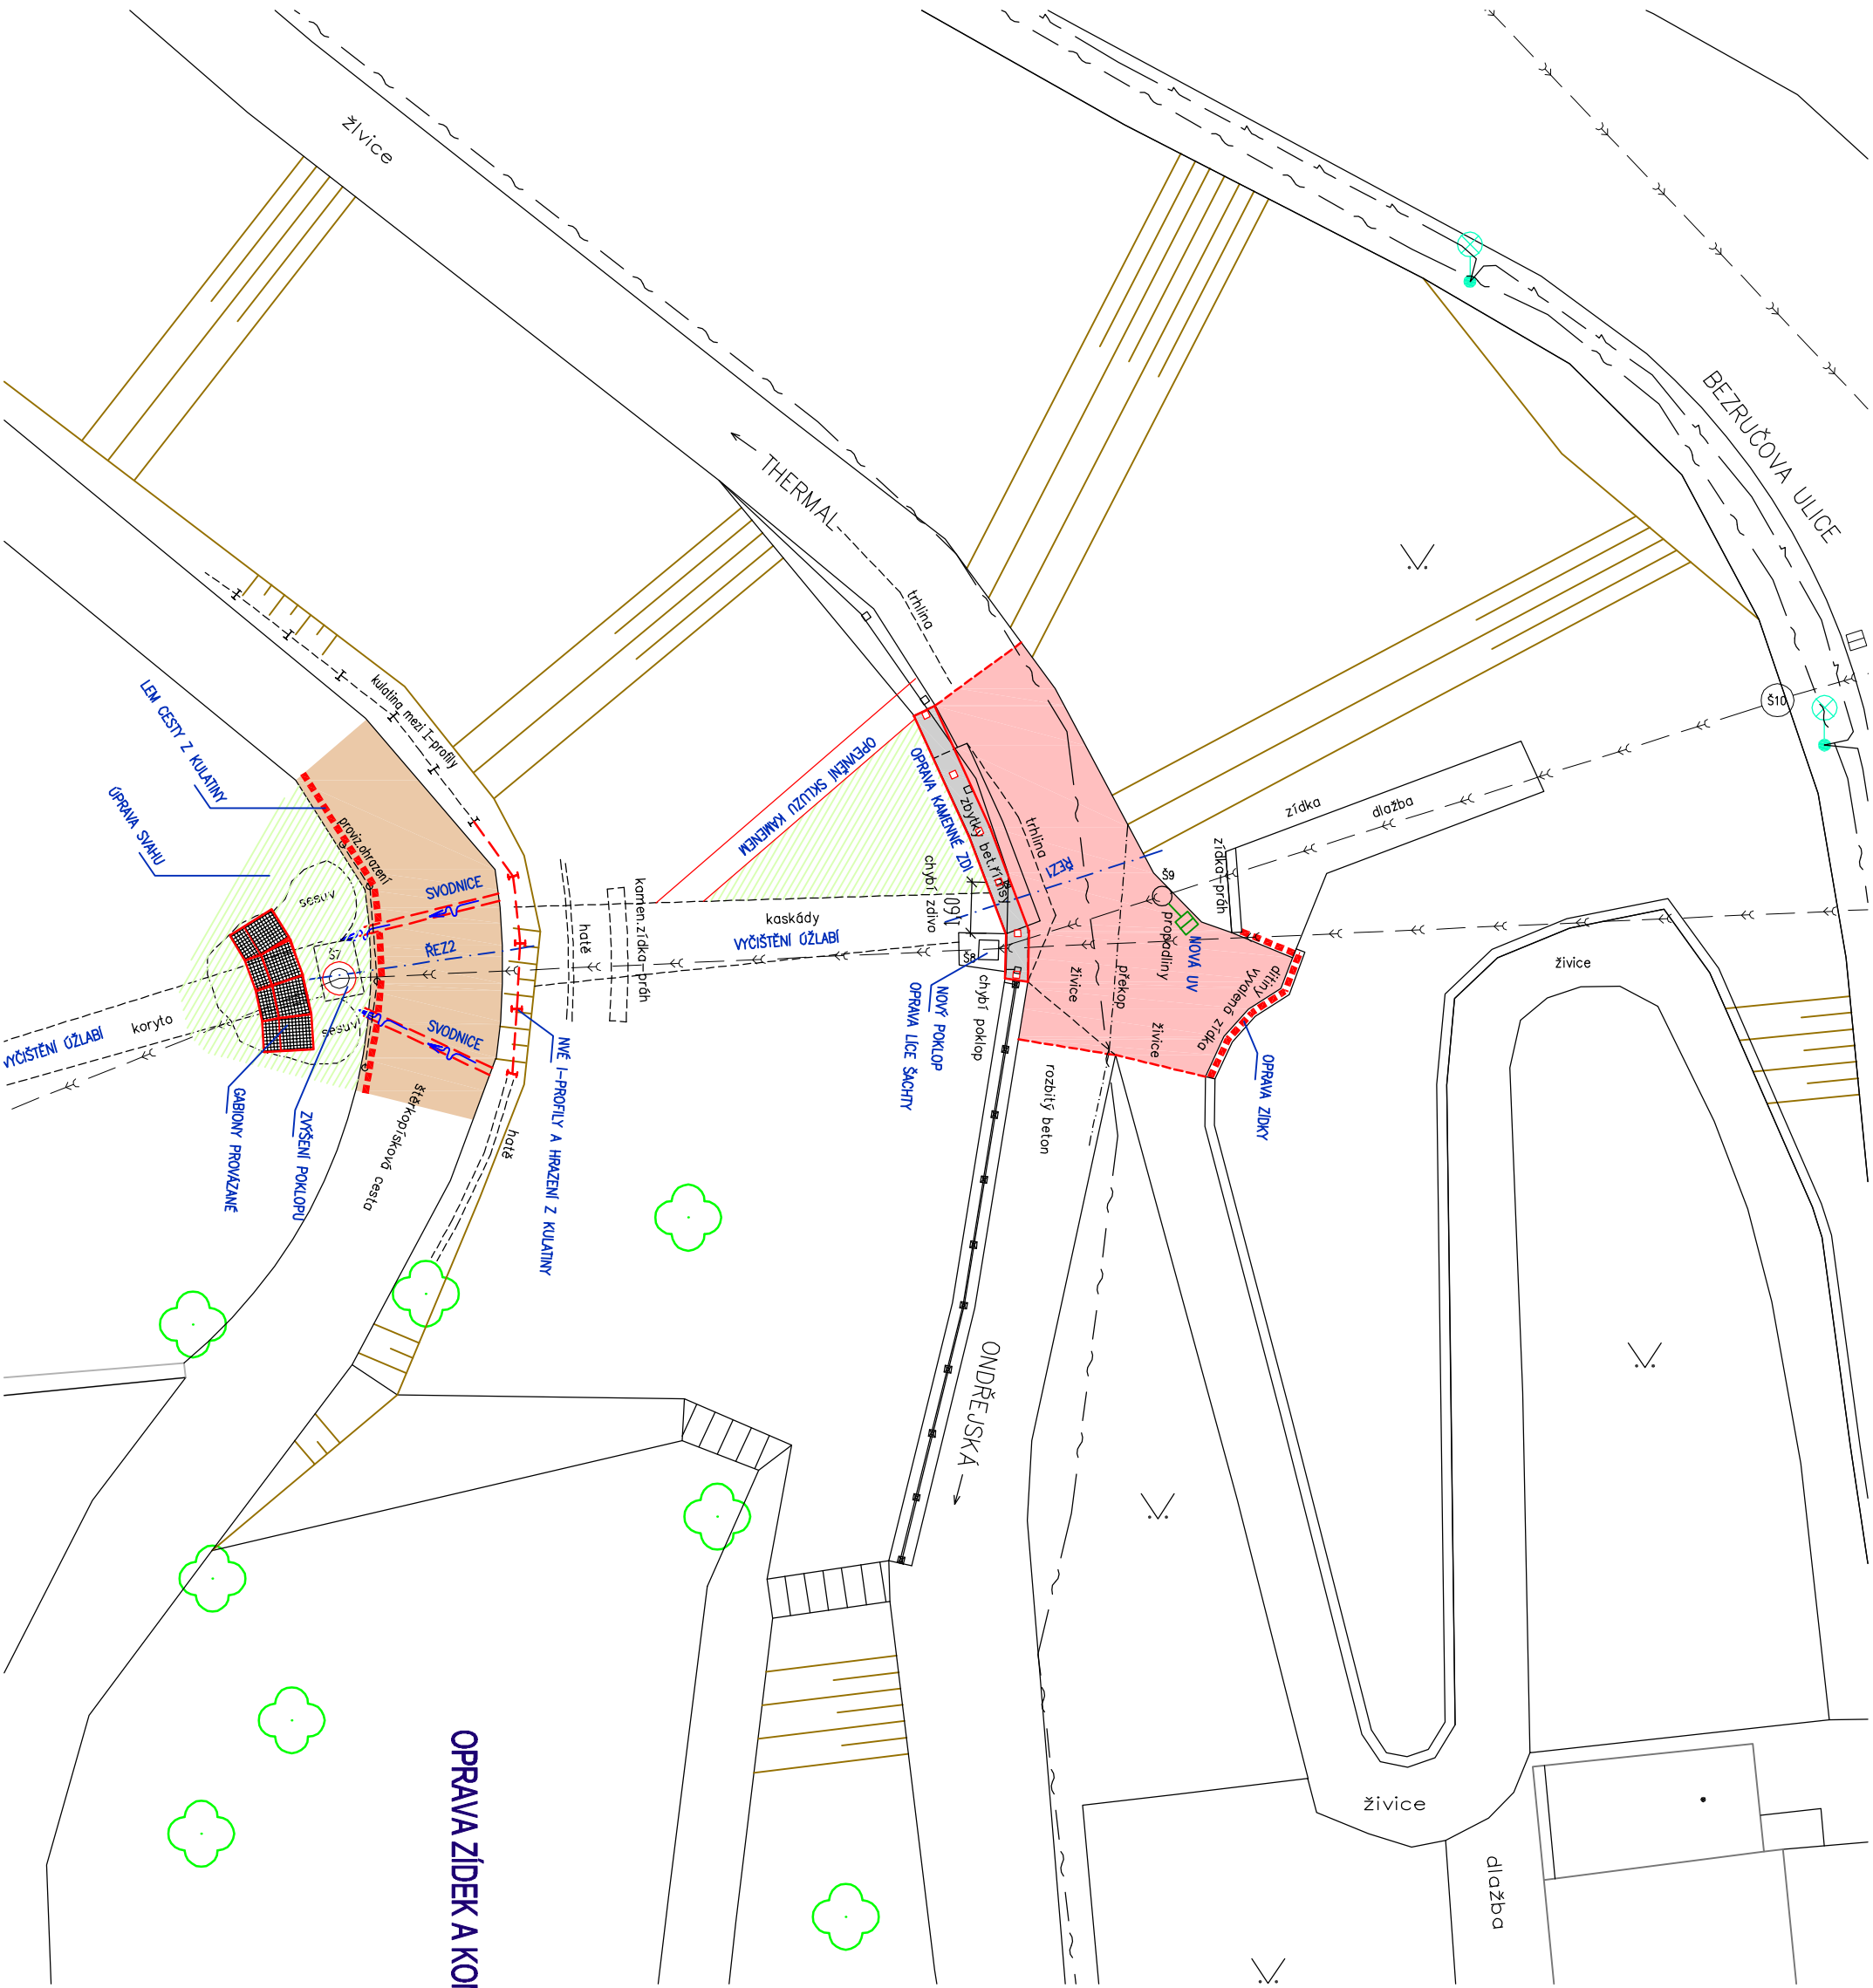 žlvice
BEZRUČOVA ULICE
THERMAL
trhlina
Š10
zídka
dlažba
kulatina mezi I-profily
LEM CESTY Z KULATINY
ÚPRAVA SVAHU
OPEVNĚNÍ SKLUZU KAMENEM
OPRAVA KAMENNÉ ZDI
zbytky bet.římsy
trhlina
ŘEZ1
zídka-práh
Š9
propadliny
NOVÁ UV
proviz.ohrazení
sesuv
SVODNICE
ŘEZ2
Š7
hatě
kamen.zídka-práh
kaskády
VYČIŠTĚNÍ ÚŽLABÍ
chybí zdivo
160
Š8
chybí poklop
NOVÝ POKLOP
OPRAVA LÍCE ŠACHTY
živice
překop
živice
dřtiny
vyvalená zídka
OPRAVA ZÍDKY
živice
rozbitý beton
VYČIŠTĚNÍ ÚŽLABÍ
koryto
sesuv
SVODNICE
GABIONY PROVÁZANÉ
ZVÝŠENÍ POKLOPU
štěrkopísková cesta
hatě
NVÉ I-PROFILY A HRAZENÍ Z KULATINY
ONDŘEJSKÁ
živice
dlažba
OPRAVA ZÍDEK A KO